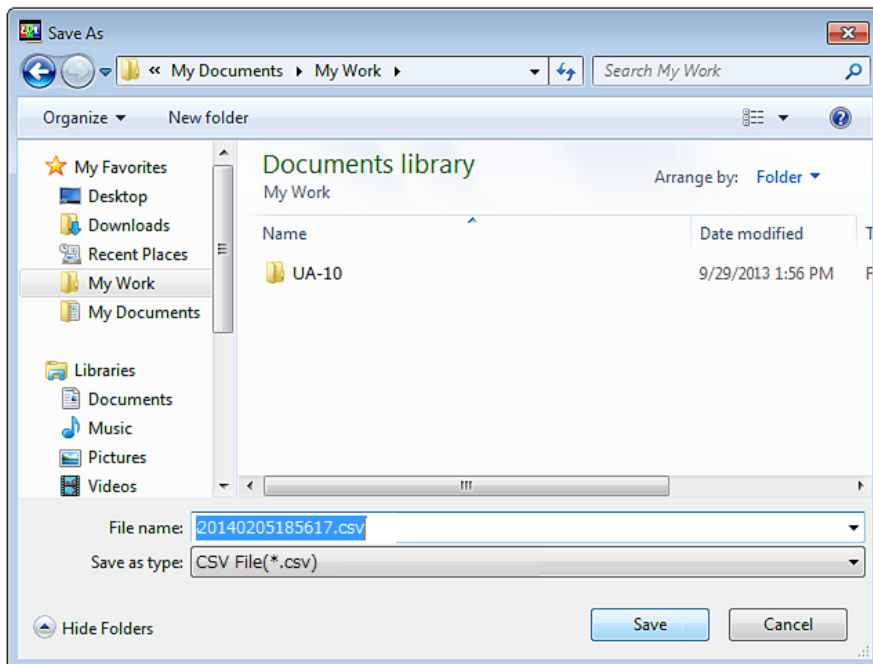 Save As
« My Documents ▸ My Work ▸
Search My Work
Organize ▾ New folder
My Favorites
Desktop
Downloads
Recent Places
My Work
My Documents
Libraries
Documents
Music
Pictures
Videos
Documents library
My Work
Arrange by: Folder ▾
Name Date modified T
UA-10 9/29/2013 1:56 PM F
File name: 20140205185617.csv
Save as type: CSV File(*.csv)
Hide Folders
Save Cancel